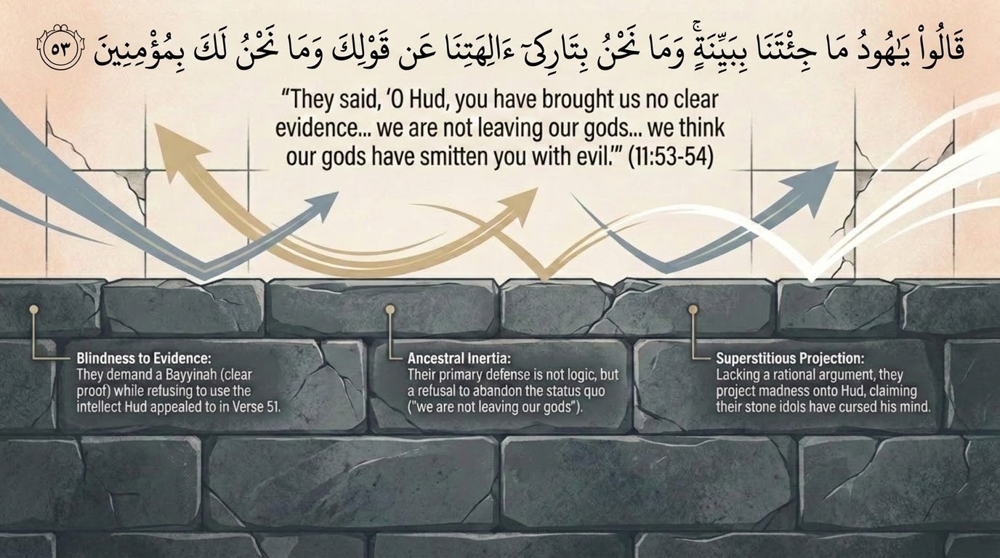 قَالُوا۟ يَـٰهُودُ مَا جِئْتَنَا بِبَيِّنَةٍۢ وَمَا نَحْنُ بِتَارِكِىٓ ءَالِهَتِنَا عَن قَوْلِكَ وَمَا نَحْنُ لَكَ بِمُؤْمِنِينَ ٥٣
“They said, ‘O Hud, you have brought us no clear
evidence... we are not leaving our gods... we think
our gods have smitten you with evil.’” (11:53-54)
Blindness to Evidence:
They demand a Bayyinah (clear
proof) while refusing to use the
intellect Hud appealed to in Verse 51.
Ancestral Inertia:
Their primary defense is not logic, but
a refusal to abandon the status quo
("we are not leaving our gods").
Superstitious Projection:
Lacking a rational argument, they
project madness onto Hud, claiming
their stone idols have cursed his mind.